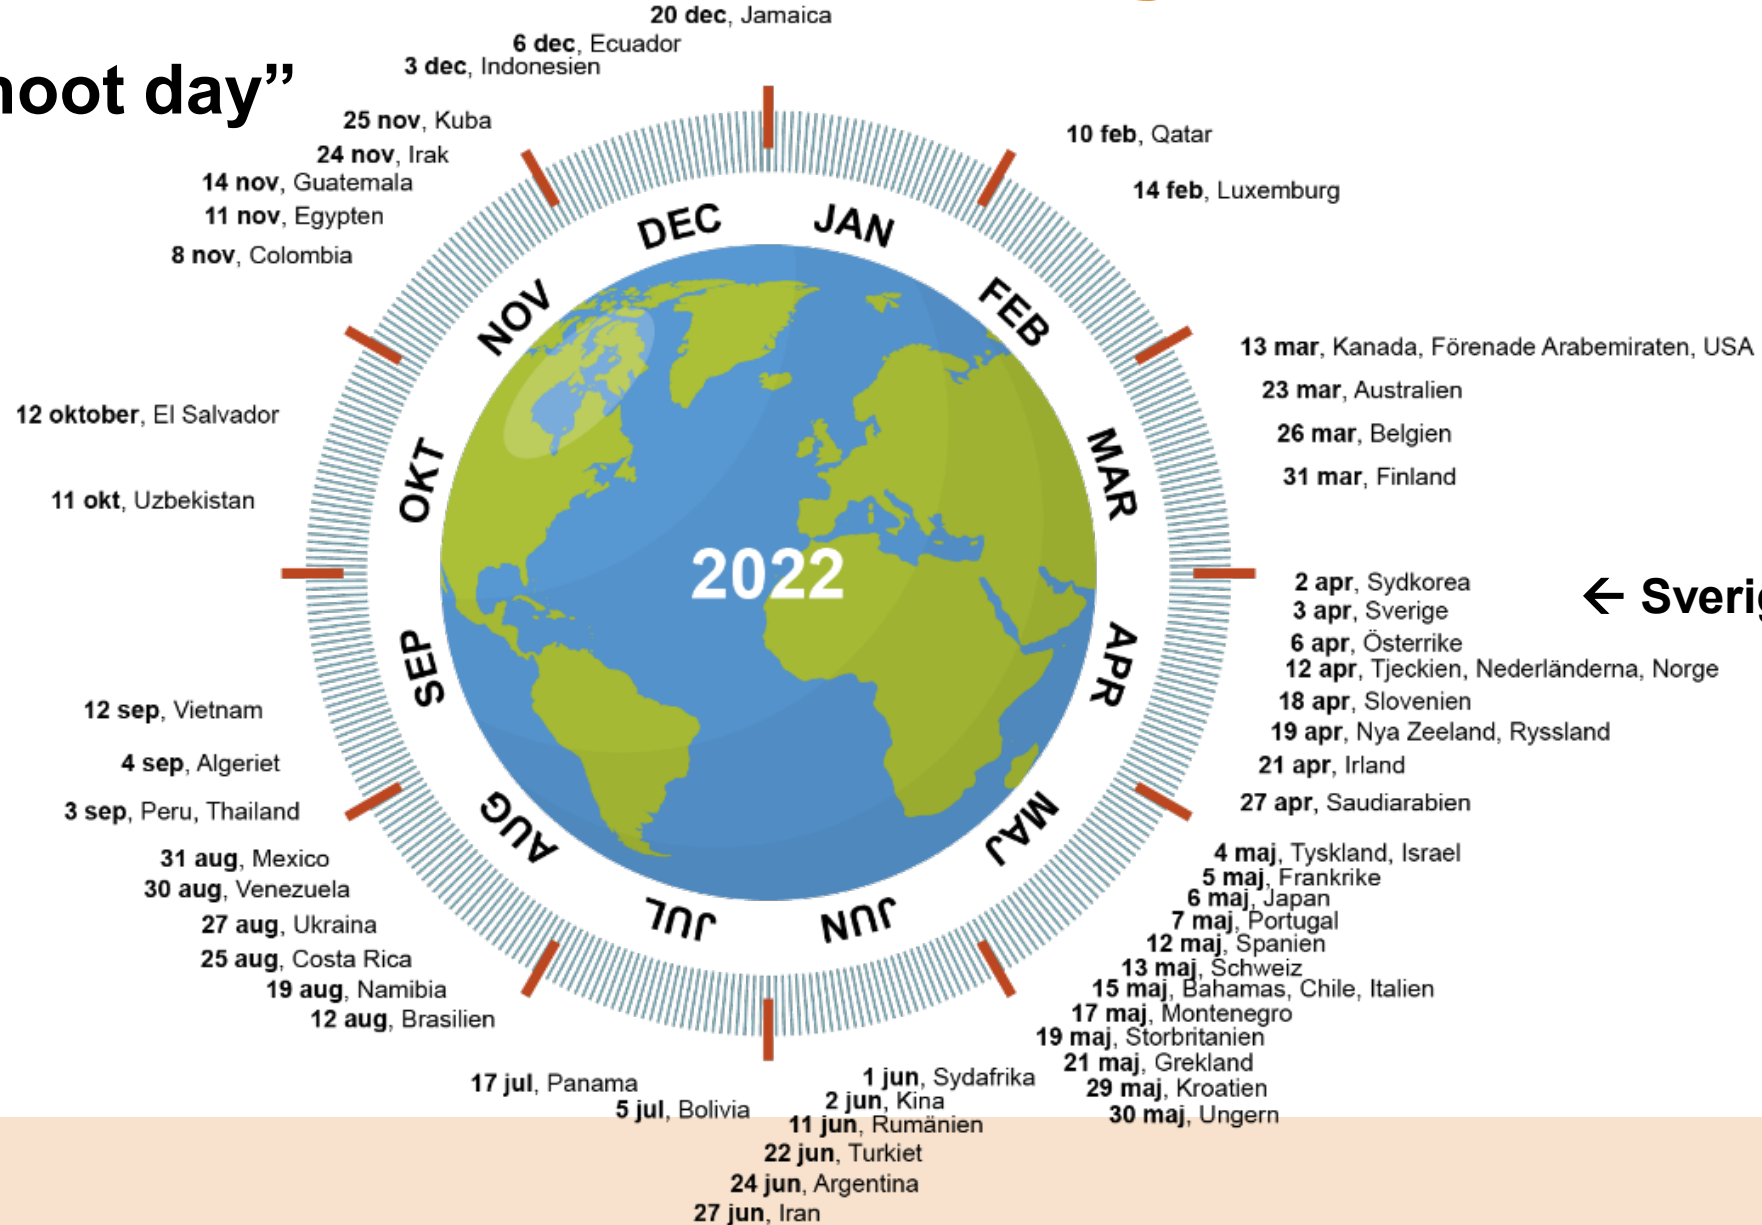 hoot day”
20 dec, Jamaica
6 dec, Ecuador
3 dec, Indonesien
25 nov, Kuba
24 nov, Irak
14 nov, Guatemala
11 nov, Egypten
8 nov, Colombia
12 oktober, El Salvador
11 okt, Uzbekistan
12 sep, Vietnam
4 sep, Algeriet
3 sep, Peru, Thailand
31 aug, Mexico
30 aug, Venezuela
27 aug, Ukraina
25 aug, Costa Rica
19 aug, Namibia
12 aug, Brasilien
17 jul, Panama
5 jul, Bolivia
10 feb, Qatar
14 feb, Luxemburg
13 mar, Kanada, Förenade Arabemiraten, USA
23 mar, Australien
26 mar, Belgien
31 mar, Finland
2 apr, Sydkorea
3 apr, Sverige
← Sverig
6 apr, Österrike
12 apr, Tjeckien, Nederländerna, Norge
18 apr, Slovenien
19 apr, Nya Zeeland, Ryssland
21 apr, Irland
27 apr, Saudiarabien
4 maj, Tyskland, Israel
5 maj, Frankrike
6 maj, Japan
7 maj, Portugal
12 maj, Spanien
13 maj, Schweiz
15 maj, Bahamas, Chile, Italien
17 maj, Montenegro
19 maj, Storbritanien
21 maj, Grekland
29 maj, Kroatien
30 maj, Ungern
1 jun, Sydafrika
2 jun, Kina
11 jun, Rumänien
22 jun, Turkiet
24 jun, Argentina
27 jun, Iran
JAN
FEB
MAR
APR
MAJ
JUN
JUL
AUG
SEP
OKT
NOV
DEC
2022